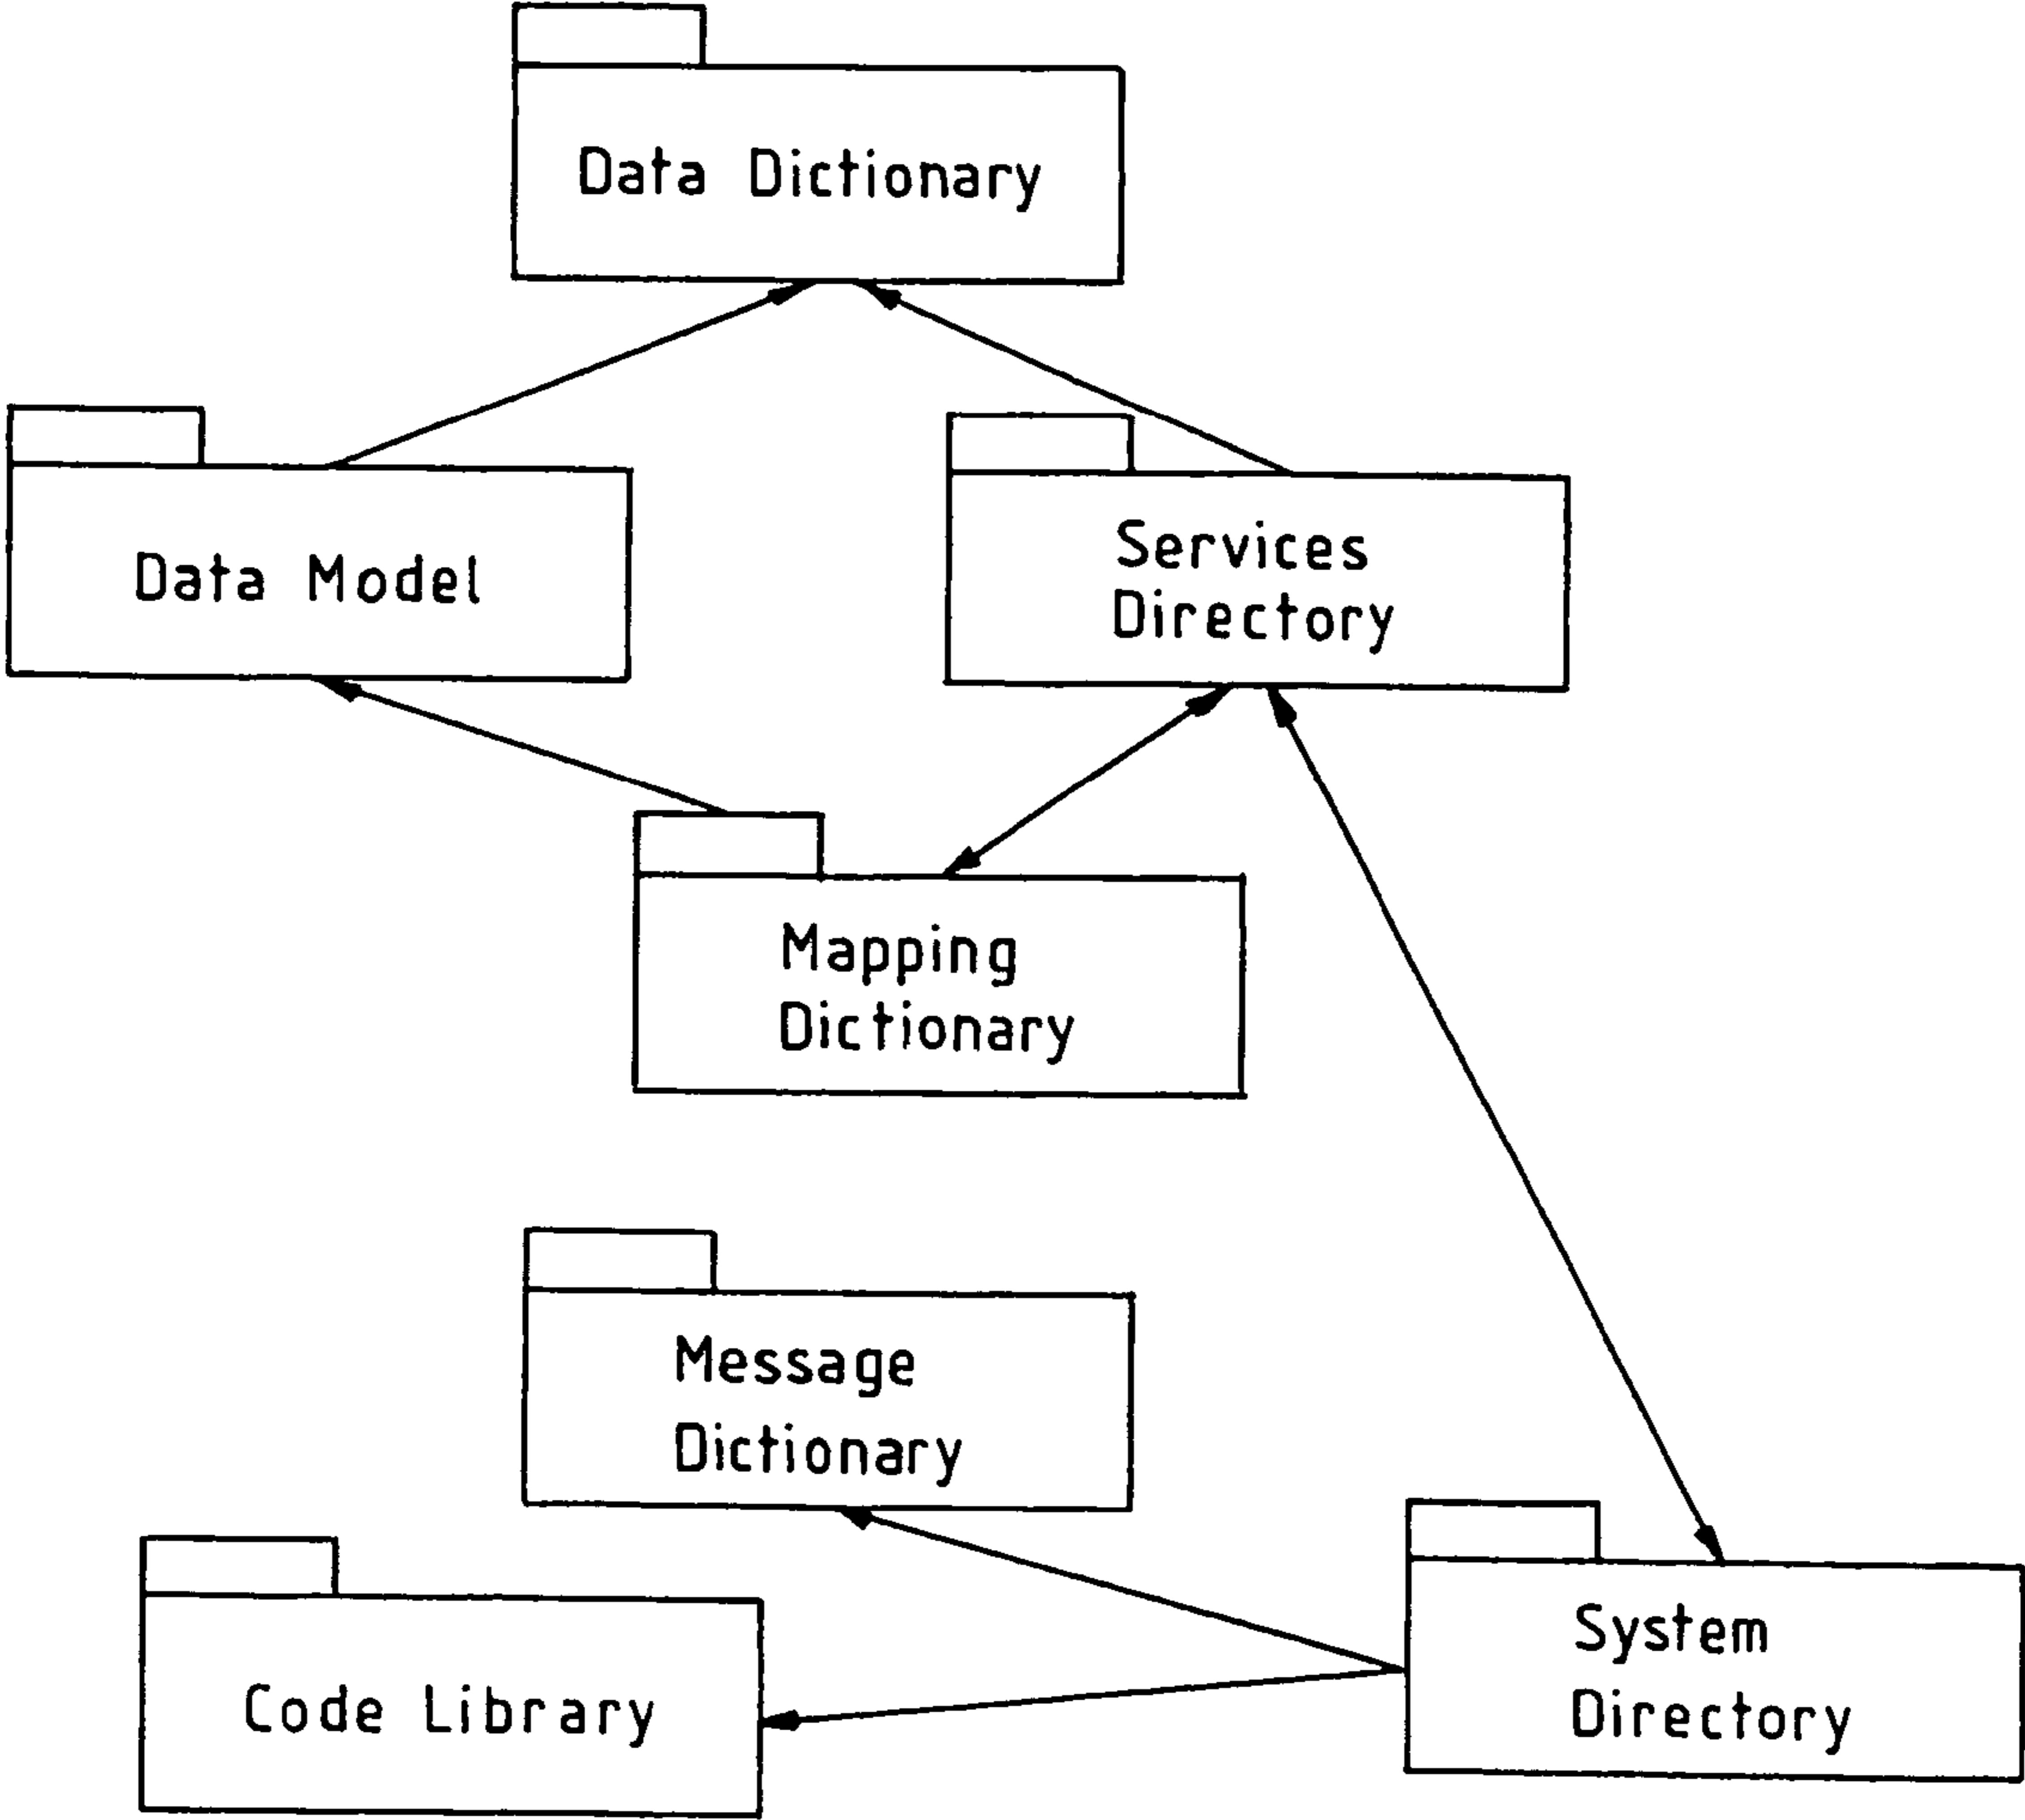 Data Dictionary
Data Model
Services
Directory
Mapping
Dictionary
Message
Dictionary
Code Library
System
Directory